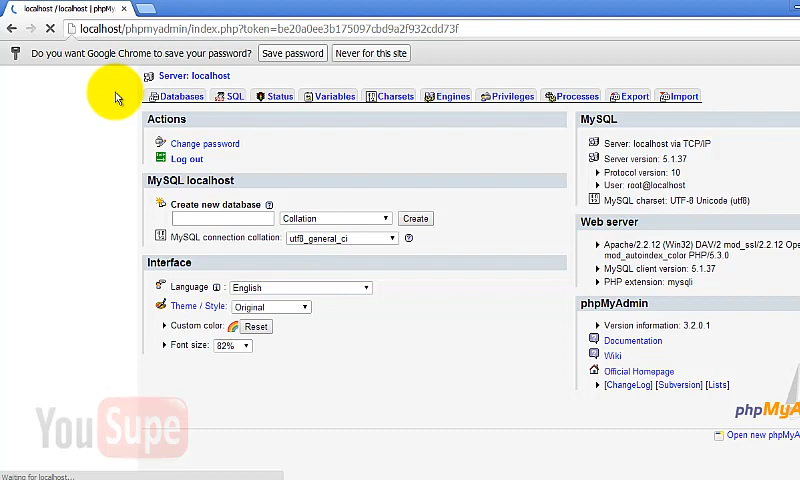 localhost / localhost | phpM
localhost/phpmyadmin/index.php?token=be20a0ee3b175097cbd9a2f932cdd73f
Do you want Google Chrome to save your password? Save password Never for this site
Server: localhost
Databases SQL Status Variables Charsets Engines Privileges Processes Export Import
Actions
Change password
Log out
MySQL localhost
Create new database
Collation Create
MySQL connection collation: utf8_general_ci
Interface
Language English
Theme / Style: Original
Custom color: Reset
Font size: 82%
MySQL
Server: localhost via TCP/IP
Server version: 5.1.37
Protocol version: 10
User: root@localhost
MySQL charset: UTF-8 Unicode (utf8)
Web server
Apache/2.2.12 (Win32) DAV/2 mod_ssl/2.2.12 Ope
mod_autoindex_color PHP/5.3.0
MySQL client version: 5.1.37
PHP extension: mysqli
phpMyAdmin
Version information: 3.2.0.1
Documentation
Wiki
Official Homepage
[ChangeLog] [Subversion] [Lists]
phpMyA
Open new phpMyA
You Supe
Waiting for localhost...